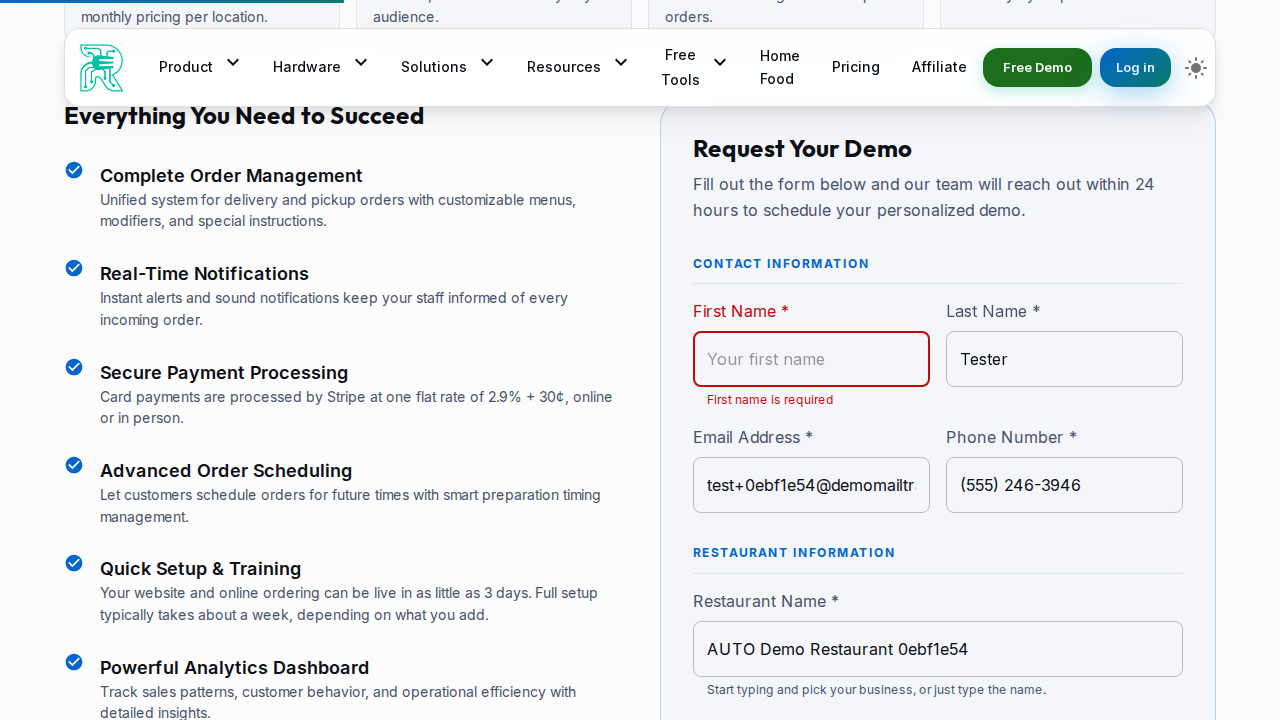 monthly pricing per location.
audience.
orders.
Product
Hardware
Solutions
Resources
Free
Tools
Home
Food
Pricing
Affiliate
Free Demo
Log in
Everything You Need to Succeed
Complete Order Management
Unified system for delivery and pickup orders with customizable menus,
modifiers, and special instructions.
Real-Time Notifications
Instant alerts and sound notifications keep your staff informed of every
incoming order.
Secure Payment Processing
Card payments are processed by Stripe at one flat rate of 2.9% + 30¢, online
or in person.
Advanced Order Scheduling
Let customers schedule orders for future times with smart preparation timing
management.
Quick Setup & Training
Your website and online ordering can be live in as little as 3 days. Full setup
typically takes about a week, depending on what you add.
Powerful Analytics Dashboard
Track sales patterns, customer behavior, and operational efficiency with
detailed insights.
Request Your Demo
Fill out the form below and our team will reach out within 24
hours to schedule your personalized demo.
CONTACT INFORMATION
First Name *
Last Name *
Your first name
Tester
First name is required
Email Address *
Phone Number *
test+0ebf1e54@demomailtr
(555) 246-3946
RESTAURANT INFORMATION
Restaurant Name *
AUTO Demo Restaurant 0ebf1e54
Start typing and pick your business, or just type the name.